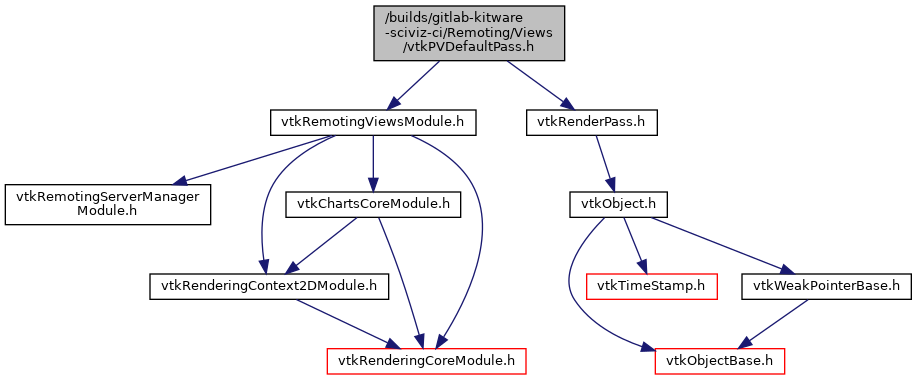 /builds/gitlab-kitware
-sciviz-ci/Remoting/Views
/vtkPVDefaultPass.h
vtkRemotingViewsModule.h
vtkRenderPass.h
vtkRemotingServerManager
Module.h
vtkChartsCoreModule.h
vtkObject.h
vtkRenderingContext2DModule.h
vtkTimeStamp.h
vtkWeakPointerBase.h
vtkRenderingCoreModule.h
vtkObjectBase.h